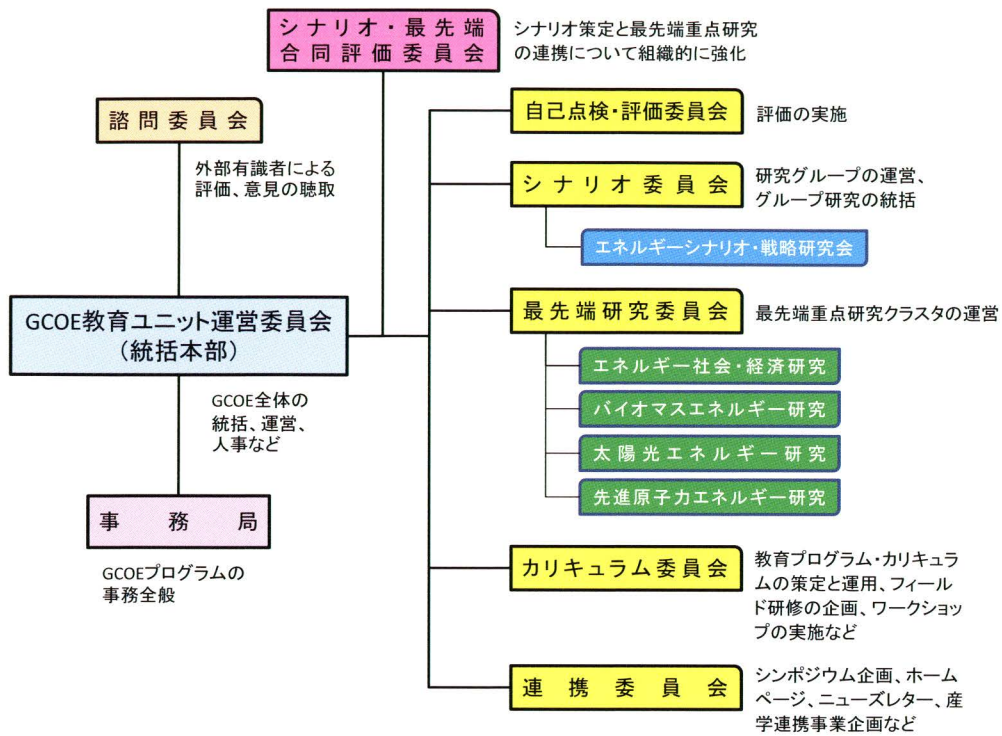 シナリオ・最先端
合同評価委員会
シナリオ策定と最先端重点研究
の連携について組織的に強化
諮問委員会
外部有識者による
評価、意見の聴取
GCOE教育ユニット運営委員会
(統括本部)
GCOE全体の
統括、運営、
人事など
事務局
GCOEプログラムの
事務全般
自己点検・評価委員会
評価の実施
シナリオ委員会
研究グループの運営、
グループ研究の統括
エネルギーシナリオ・戦略研究会
最先端研究委員会
最先端重点研究クラスタの運営
エネルギー社会・経済研究
バイオマスエネルギー研究
太陽光エネルギー研究
先進原子力エネルギー研究
カリキュラム委員会
教育プログラム・カリキュラ
ムの策定と運用、フィール
ド研修の企画、ワークショッ
プの実施など
連携委員会
シンポジウム企画、ホーム
ページ、ニューズレター、産
学連携事業企画など